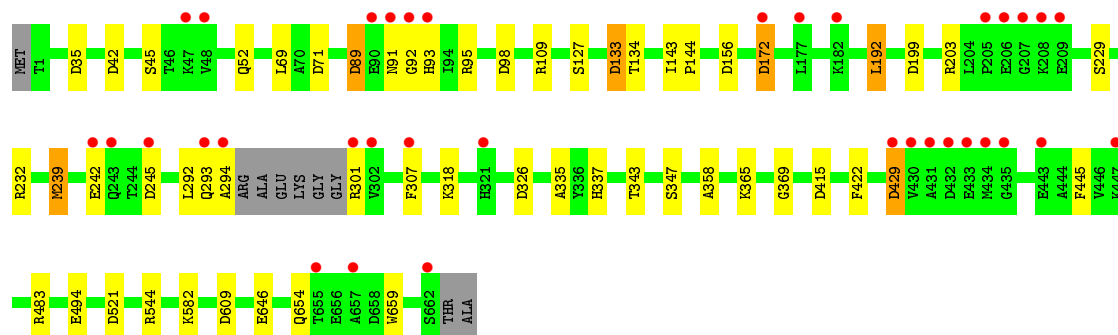 MET T1 D35 D42 S45 T46 K47 V48 Q52 L69 A70 D71 D89 E90 N91 G92 H93 I94 R95 D98 R109 S127 D133 T134 I143 P144 D156 D172 L177 K182 L192 D199 R203 L204 P205 E206 G207 K208 E209 S229
R232 M239 E242 Q243 T244 D245 L292 Q293 A294 ARG ALA GLU LYS GLY GLY R301 V302 F307 K318 H321 D326 A335 Y336 H337 T343 S347 A358 K365 G369 D415 F422 D429 V430 A431 D432 E433 M434 G435 E443 A444 F445 V446 K447
R483 E494 D521 R544 K582 D609 E646 Q654 T655 E656 A657 D658 W659 S662 THR ALA